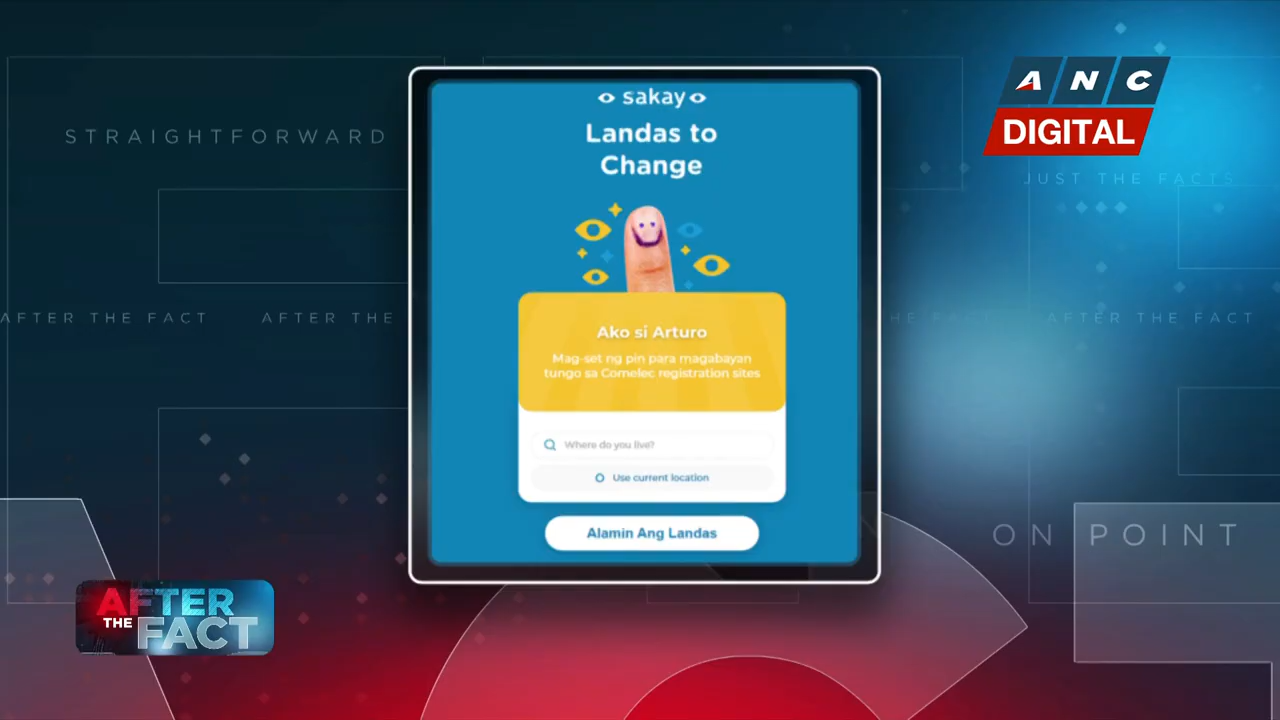 STRAIGHTFORWARD
ANC
DIGITAL
JUST THE FACTS
sakay
Landas to
Change
AFTER THE FACT
AFTER THE
HE FACT
AFTER THE FACT
Ako si Arturo
Mag-set ng pin para magabayan
tungo sa Comelec registration sites
Where do you live?
Use current location
Alamin Ang Landas
ON POINT
AFTER
THE FACT